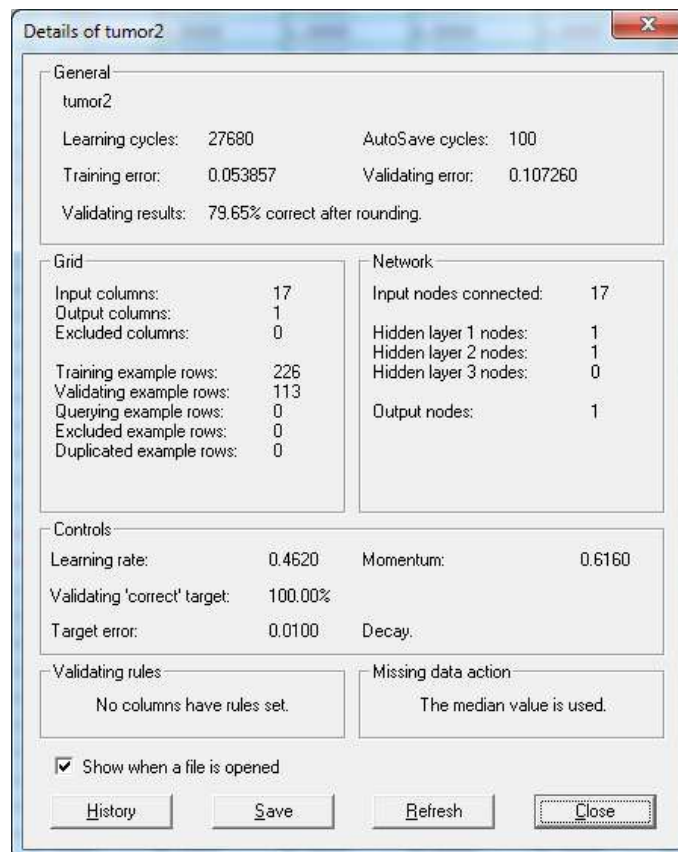 Details of tumor2
General
tumor2
Learning cycles: 27680 AutoSave cycles: 100
Training error: 0.053857 Validating error: 0.107260
Validating results: 79.65% correct after rounding.
Grid
Input columns: 17
Output columns: 1
Excluded columns: 0
Training example rows: 226
Validating example rows: 113
Querying example rows: 0
Excluded example rows: 0
Duplicated example rows: 0
Network
Input nodes connected: 17
Hidden layer 1 nodes: 1
Hidden layer 2 nodes: 1
Hidden layer 3 nodes: 0
Output nodes: 1
Controls
Learning rate: 0.4620 Momentum: 0.6160
Validating 'correct' target: 100.00%
Target error: 0.0100 Decay.
Validating rules
No columns have rules set.
Missing data action
The median value is used.
Show when a file is opened
History Save Refresh Close